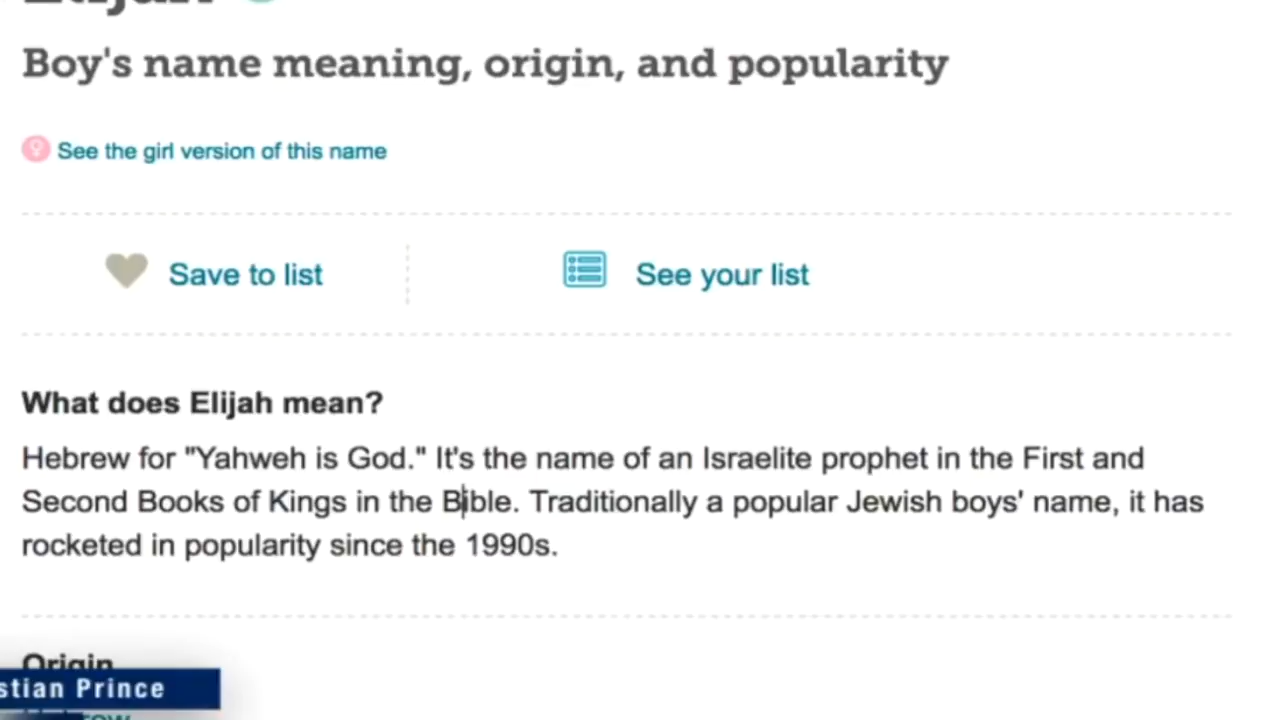 Elijah
Boy's name meaning, origin, and popularity
See the girl version of this name
Save to list
See your list
What does Elijah mean?
Hebrew for "Yahweh is God." It's the name of an Israelite prophet in the First and
Second Books of Kings in the Bible. Traditionally a popular Jewish boys' name, it has
rocketed in popularity since the 1990s.
Origin
stian Prince